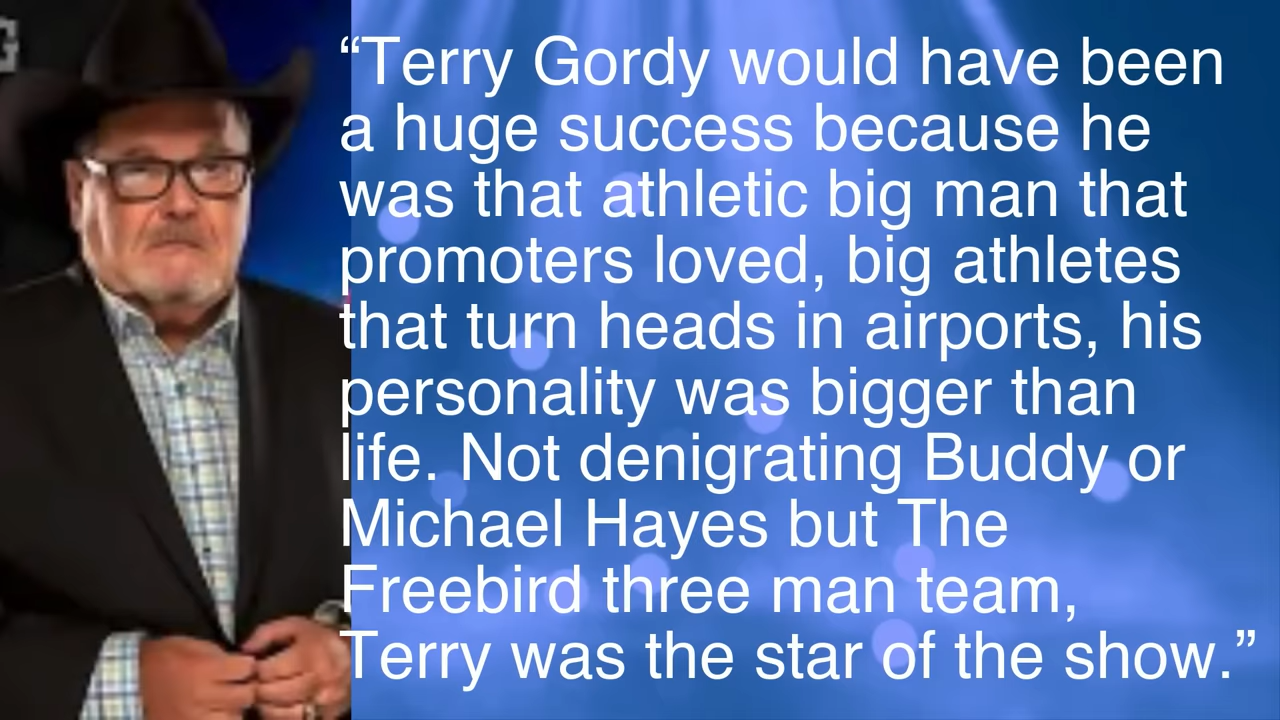 “Terry Gordy would have been
a huge success because he
was that athletic big man that
promoters loved, big athletes
that turn heads in airports, his
personality was bigger than
life. Not denigrating Buddy or
Michael Hayes but The
Freebird three man team,
Terry was the star of the show.”